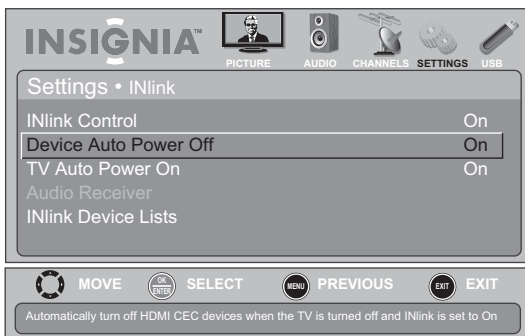 INSIGNIA™
PICTURE AUDIO CHANNELS SETTINGS USB
Settings • INlink
INlink Control On
Device Auto Power Off On
TV Auto Power On On
Audio Receiver
INlink Device Lists
MOVE OK ENTER SELECT MENU PREVIOUS EXIT EXIT
Automatically turn off HDMI CEC devices when the TV is turned off and INlink is set to On